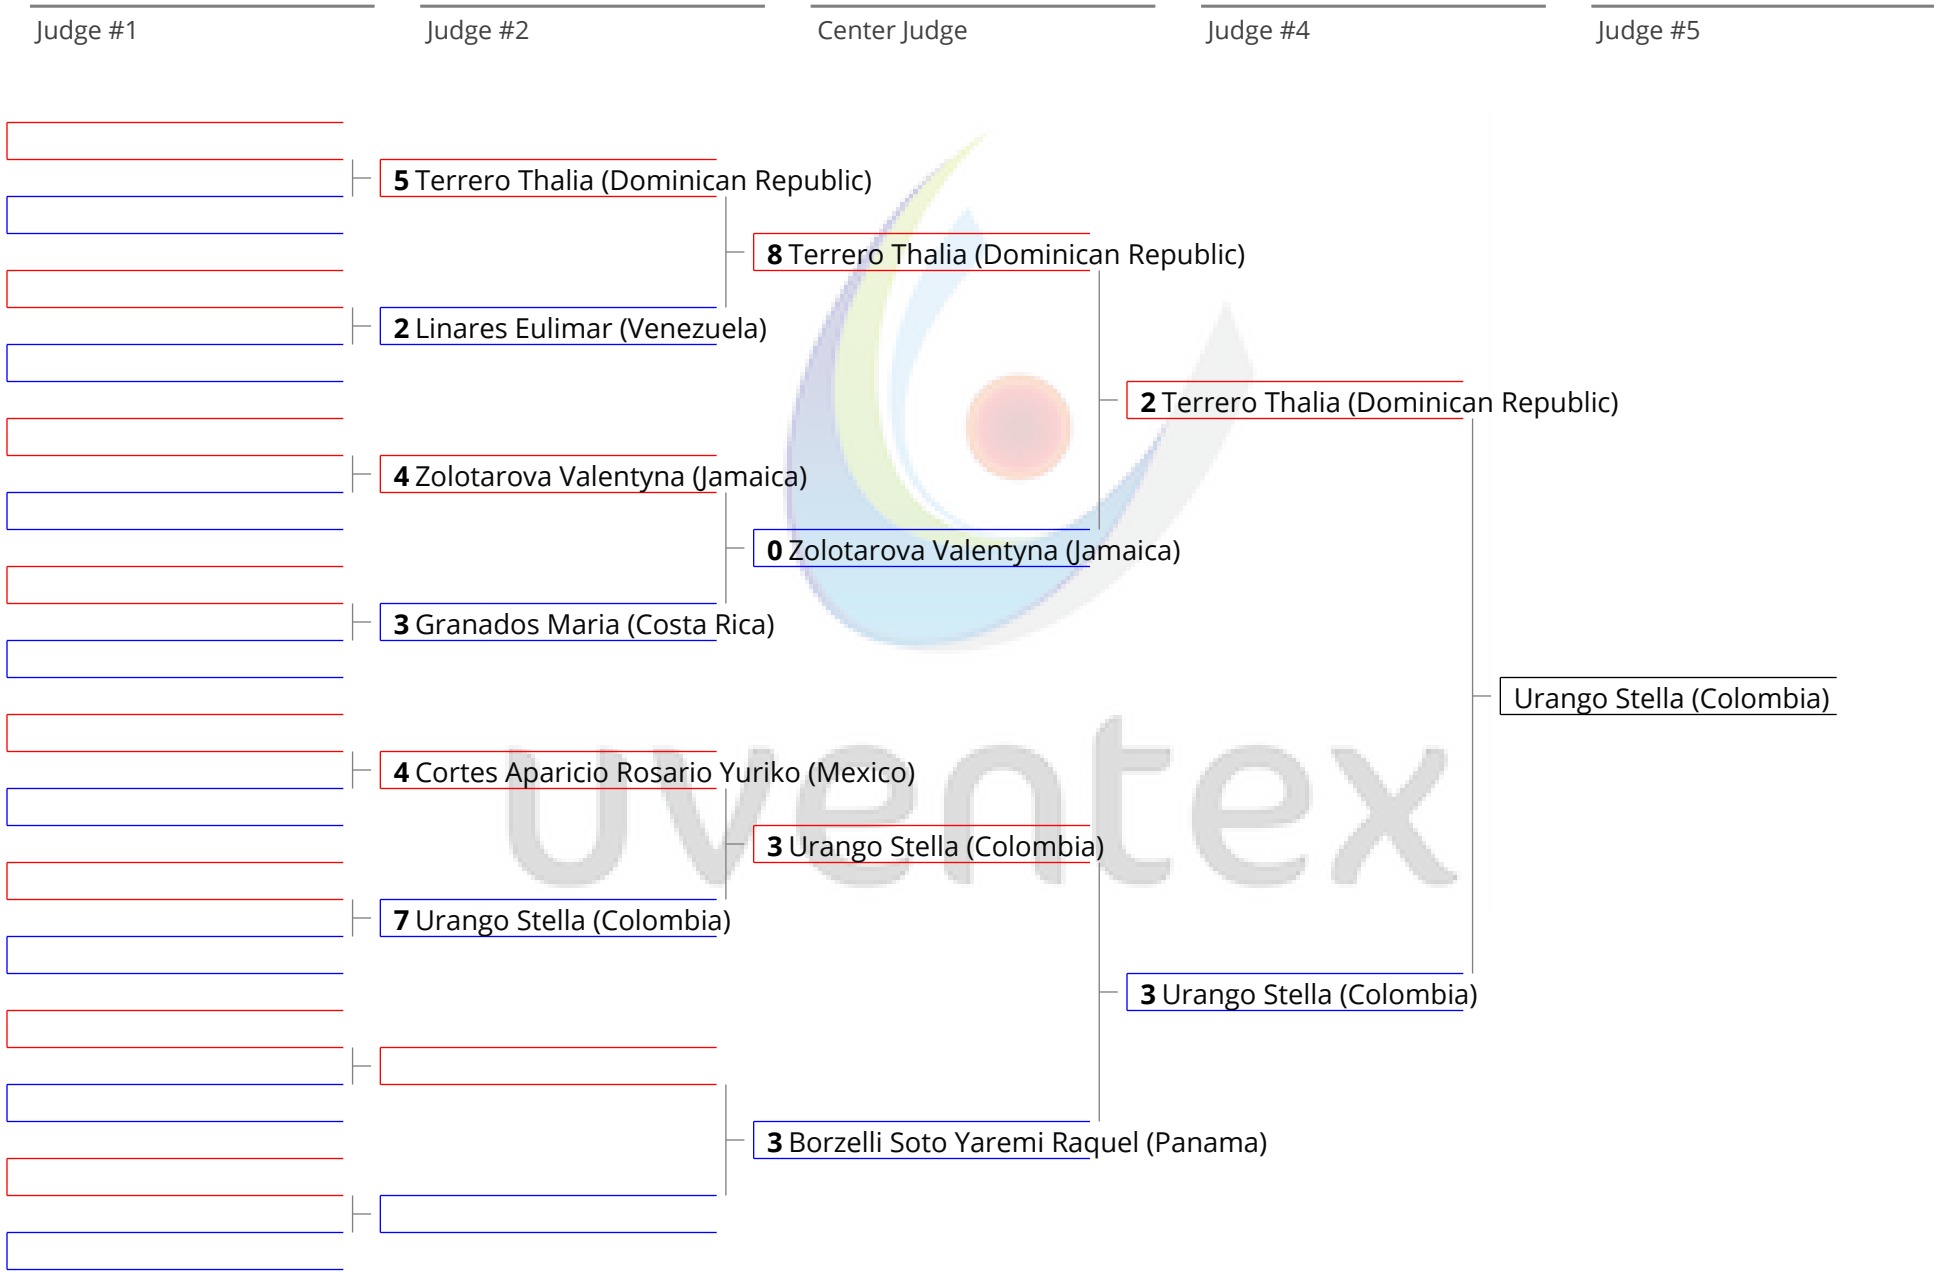 Judge #1
Judge #2
Center Judge
Judge #4
Judge #5
5 Terrero Thalia (Dominican Republic)
8 Terrero Thalia (Dominican Republic)
2 Linares Eulimar (Venezuela)
2 Terrero Thalia (Dominican Republic)
4 Zolotarova Valentyna (Jamaica)
0 Zolotarova Valentyna (Jamaica)
3 Granados Maria (Costa Rica)
Urango Stella (Colombia)
4 Cortes Aparicio Rosario Yuriko (Mexico)
uventex
3 Urango Stella (Colombia)
7 Urango Stella (Colombia)
3 Urango Stella (Colombia)
3 Borzelli Soto Yaremi Raquel (Panama)